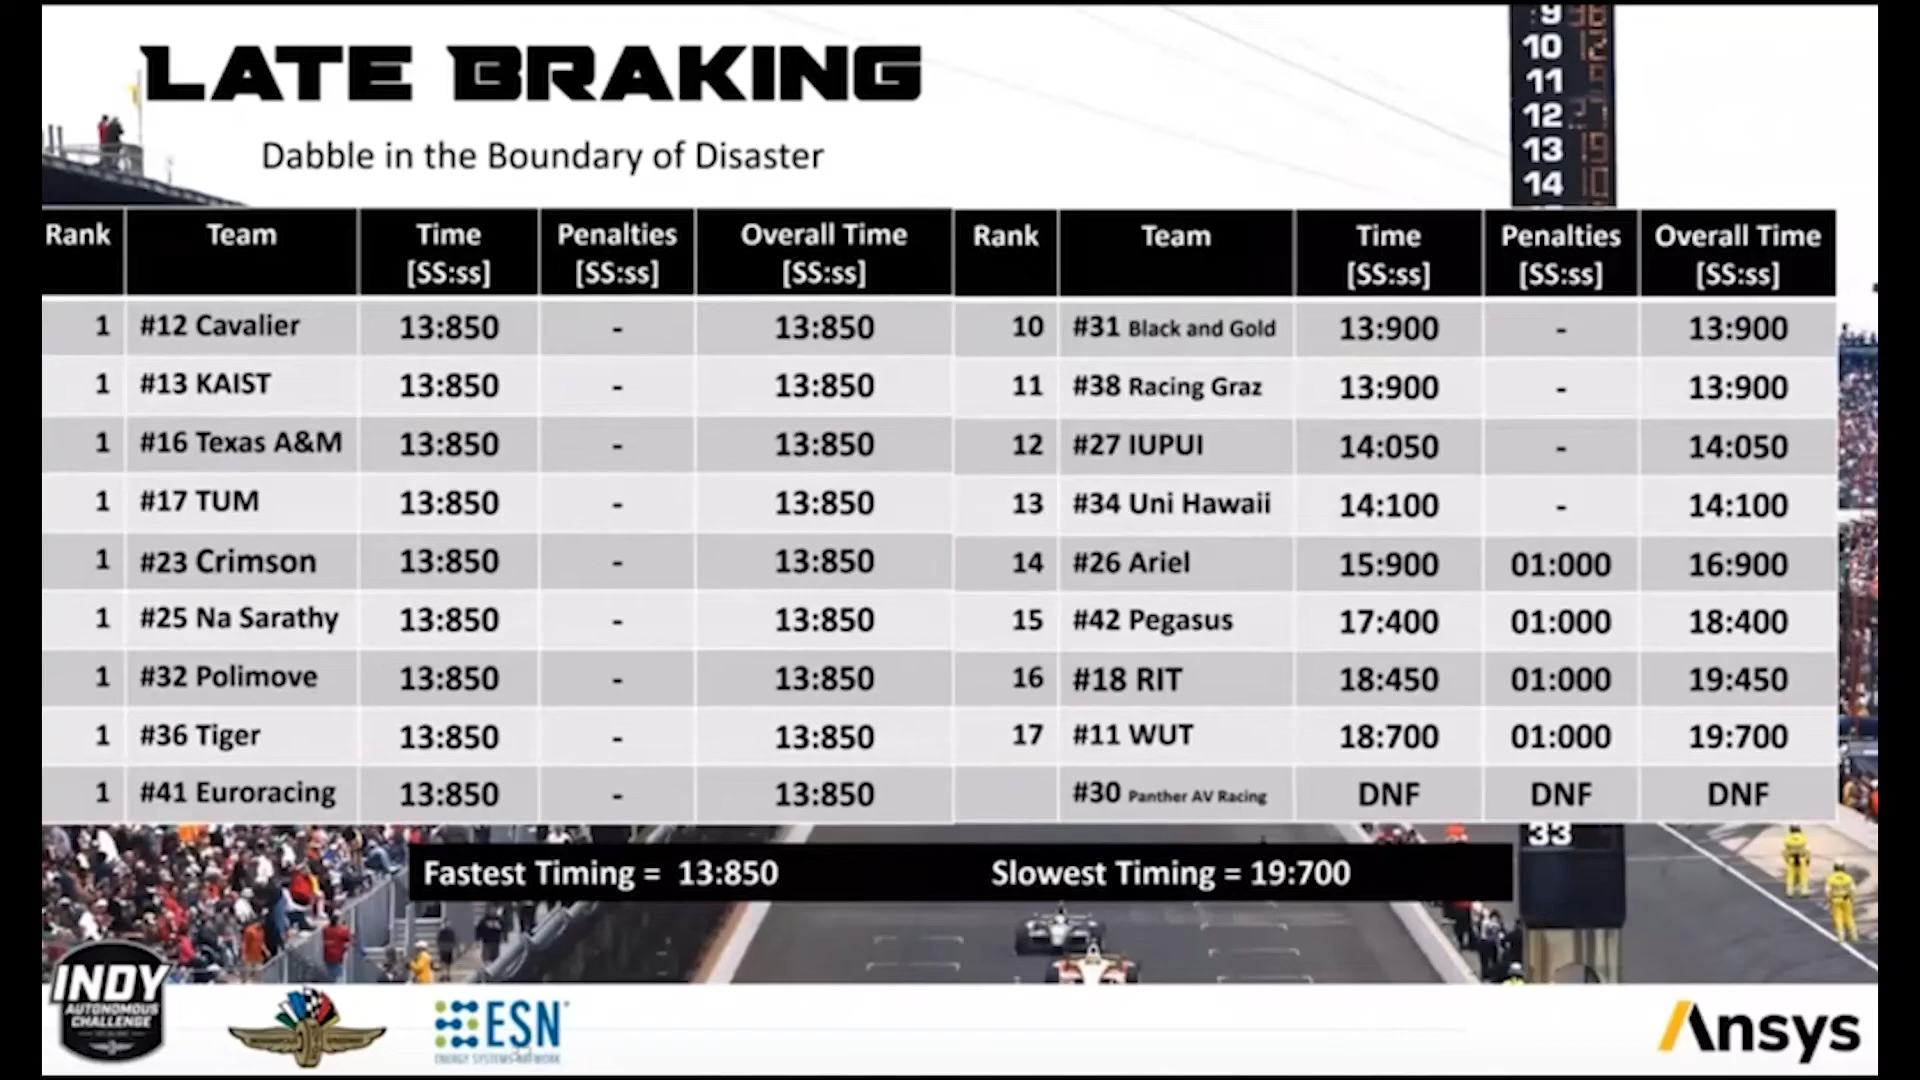 LATE BRAKING
Dabble in the Boundary of Disaster
10
11
12
13
14
Rank Team Time Penalties Overall Time Rank Team Time Penalties Overall Time
[SS:ss] [SS:ss] [SS:ss] [SS:ss] [SS:ss] [SS:ss]
1 #12 Cavalier 13:850 - 13:850 10 #31 Black and Gold 13:900 - 13:900
1 #13 KAIST 13:850 - 13:850 11 #38 Racing Graz 13:900 - 13:900
1 #16 Texas A&M 13:850 - 13:850 12 #27 IUPUI 14:050 - 14:050
1 #17 TUM 13:850 - 13:850 13 #34 Uni Hawaii 14:100 - 14:100
1 #23 Crimson 13:850 - 13:850 14 #26 Ariel 15:900 01:000 16:900
1 #25 Na Sarathy 13:850 - 13:850 15 #42 Pegasus 17:400 01:000 18:400
1 #32 Polimove 13:850 - 13:850 16 #18 RIT 18:450 01:000 19:450
1 #36 Tiger 13:850 - 13:850 17 #11 WUT 18:700 01:000 19:700
1 #41 Euroracing 13:850 - 13:850 #30 Panther AV Racing DNF DNF DNF
33
Fastest Timing = 13:850 Slowest Timing = 19:700
INDY
AUTONOMOUS
CHALLENGE
ESN
ENERGY SYSTEMS NETWORK
Ansys